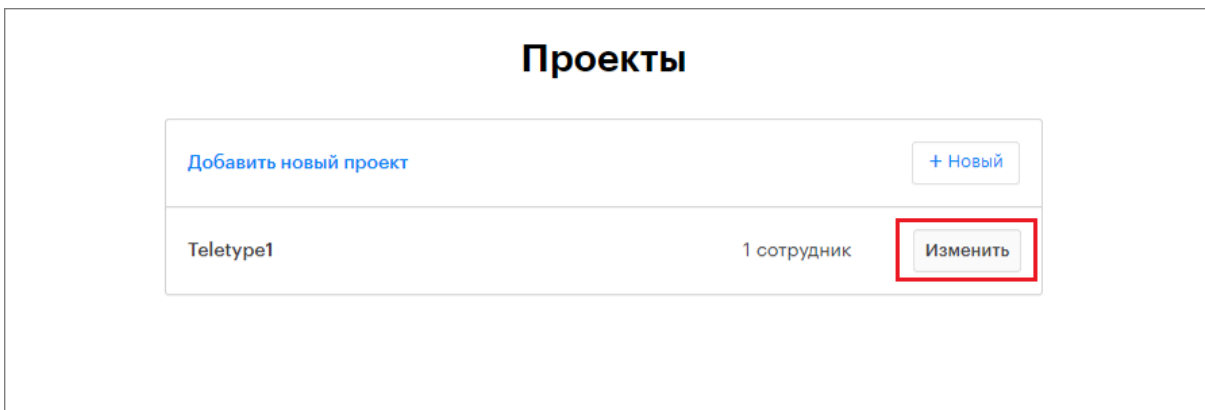 Проекты
Добавить новый проект + Новый
Teletype1 1 сотрудник Изменить